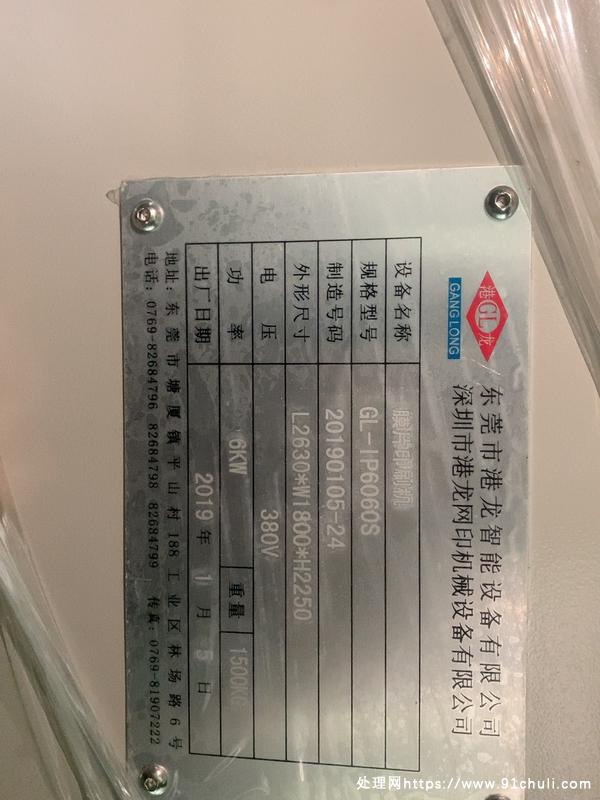 港GL龙
GANG LONG
东莞市港龙智能设备有限公司
深圳市港龙网印机械设备有限公司
设备名称 膜片印刷机
规格型号 GL-IP6060S
制造号码 20190105-24
外形尺寸 L2630*W1800*H2250
电压 380V
功率 6KW 重量 1500KG
出厂日期 2019 年 1 月 5 日
地址: 东莞市塘厦镇平山村188工业区林场路6号
电话: 0769-82684796 82684798 82684799 传真: 0769-81907222
处理网https://www.91chuli.com